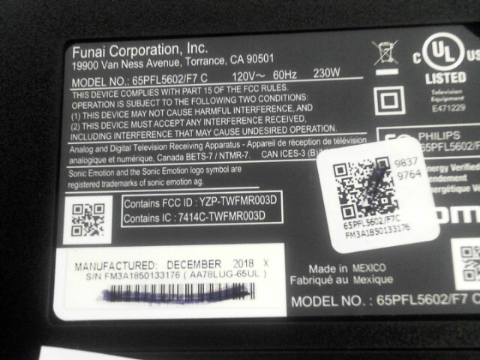 Funai Corporation, Inc.
19900 Van Ness Avenue, Torrance, CA 90501
MODEL NO.: 65PFL5602/F7 C 120V~ 60Hz 230W
THIS DEVICE COMPLIES WITH PART 15 OF THE FCC RULES.
OPERATION IS SUBJECT TO THE FOLLOWING TWO CONDITIONS:
(1) THIS DEVICE MAY NOT CAUSE HARMFUL INTERFERENCE, AND
(2) THIS DEVICE MUST ACCEPT ANY INTERFERENCE RECEIVED,
INCLUDING INTERFERENCE THAT MAY CAUSE UNDESIRED OPERATION.
Analog and Digital Television Receiving Apparatus - Appareil de réception de télévision
analogique et numérique, Canada BETS-7 / NTMR-7. CAN ICES-3 (B)
Sonic Emotion and the Sonic Emotion logo symbol are
registered trademarks of sonic emotion ag.
Contains FCC ID : YZP-TWFMR003D
Contains IC : 7414C-TWFMR003D
MANUFACTURED: DECEMBER 2018 X
S/N FM3A1850133176 ( AA78LUG-65UL )
C UL US
LISTED
Television
Equipment
E471229
PHILIPS
65PFL5602/F
9837
9764
65PFL5602/F7C
FM3A1850133176
Energy Verified
Made in MEXICO
Fabriqué au Mexique
MODEL NO.: 65PFL5602/F7 C